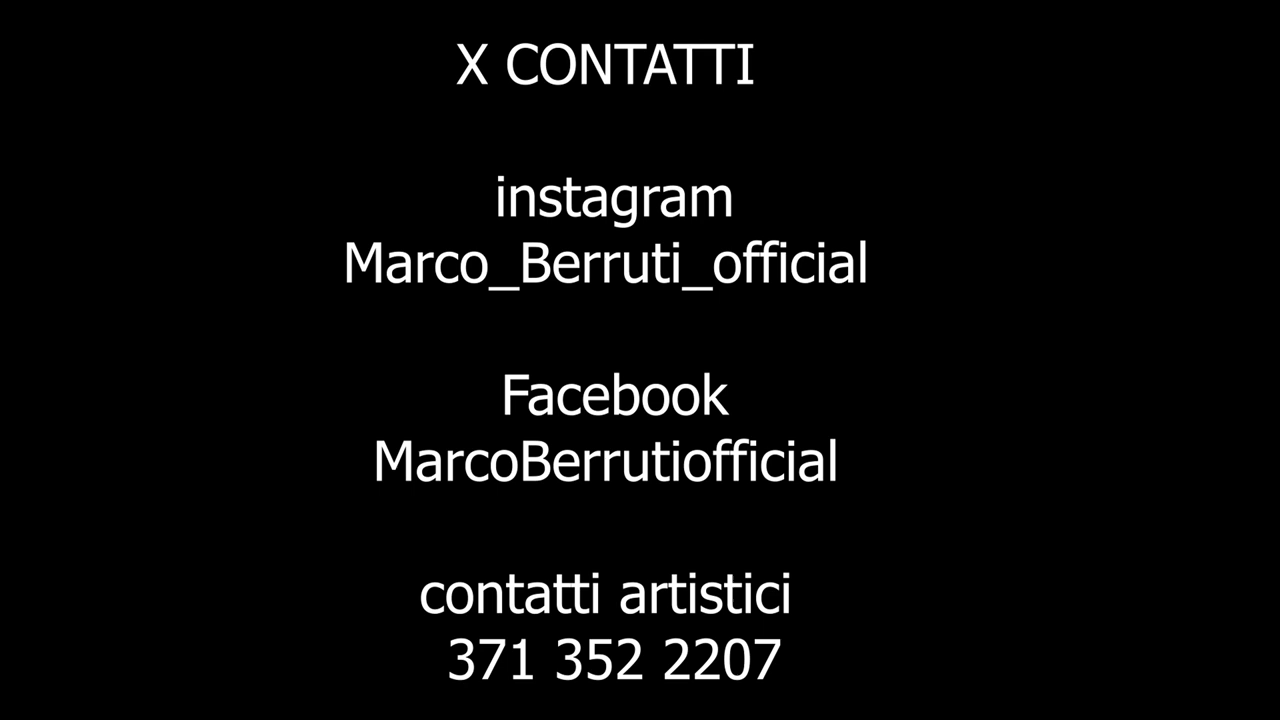 X CONTATTI
instagram
Marco_Berruti_official
Facebook
MarcoBerrutiofficial
contatti artistici
371 352 2207